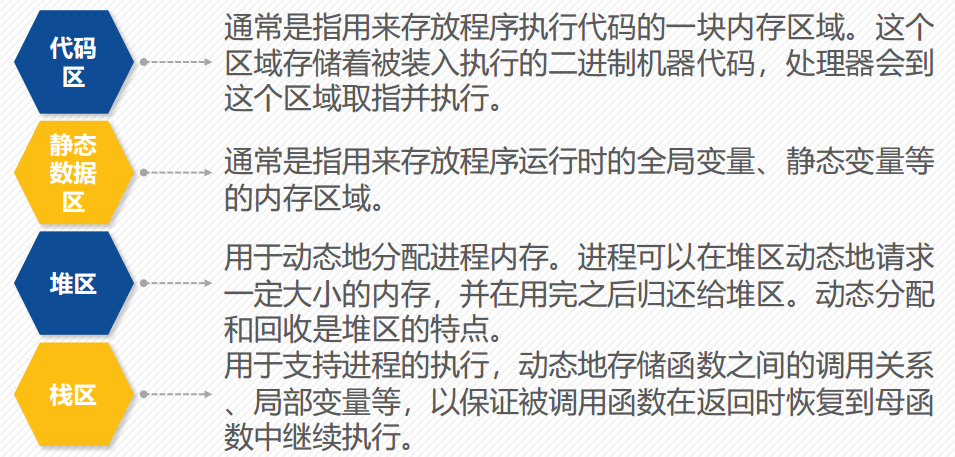 代码
区
通常是指用来存放程序执行代码的一块内存区域。这个
区域存储着被装入执行的二进制机器代码，处理器会到
这个区域取指并执行。
静态
数据
区
通常是指用来存放程序运行时的全局变量、静态变量等
的内存区域。
堆区
用于动态地分配进程内存。进程可以在堆区动态地请求
一定大小的内存，并在用完之后归还给堆区。动态分配
和回收是堆区的特点。
栈区
用于支持进程的执行，动态地存储函数之间的调用关系
、局部变量等，以保证被调用函数在返回时恢复到母函
数中继续执行。